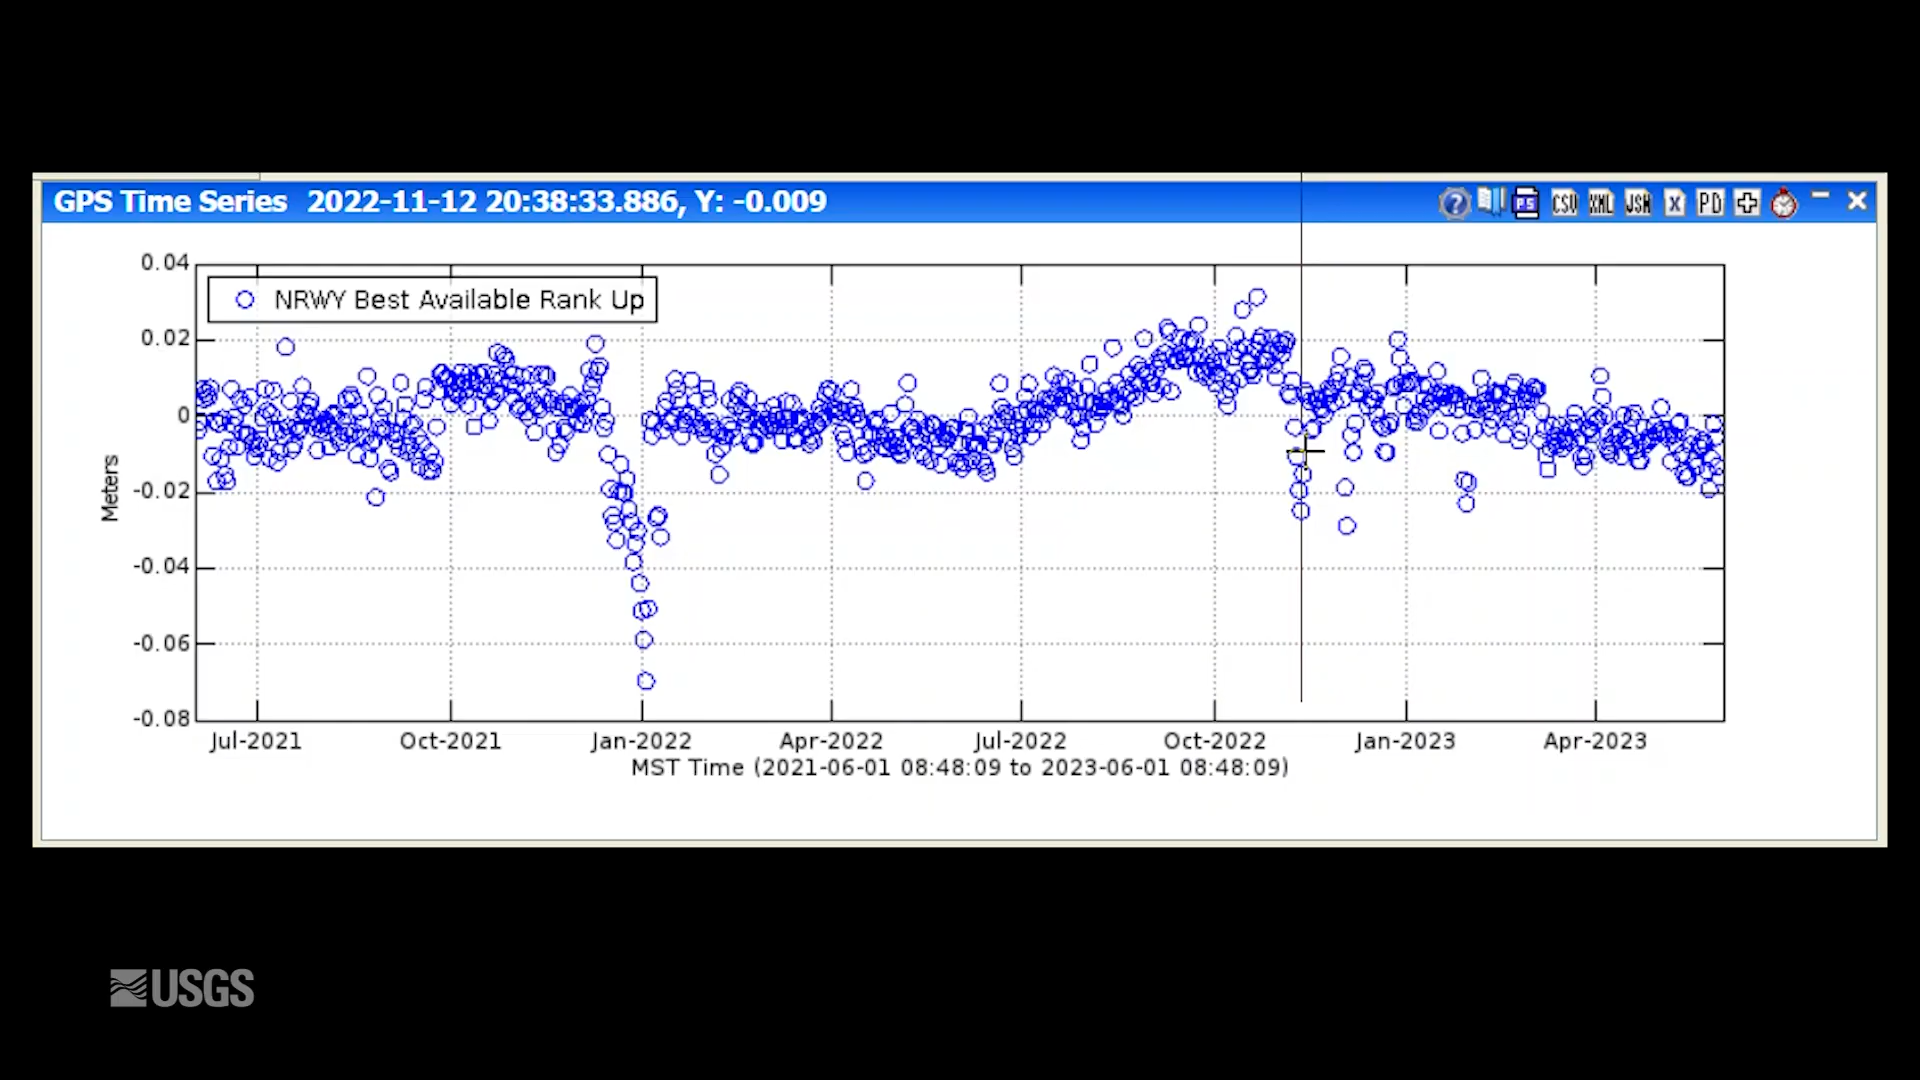 GPS Time Series 2022-11-12 20:38:33.886, Y: -0.009
? PS CSV XML JSN X PD
0.04
NRWY Best Available Rank Up
0.02
0
-0.02
Meters
-0.04
-0.06
-0.08
Jul-2021 Oct-2021 Jan-2022 Apr-2022 Jul-2022 Oct-2022 Jan-2023 Apr-2023
MST Time (2021-06-01 08:48:09 to 2023-06-01 08:48:09)
USGS